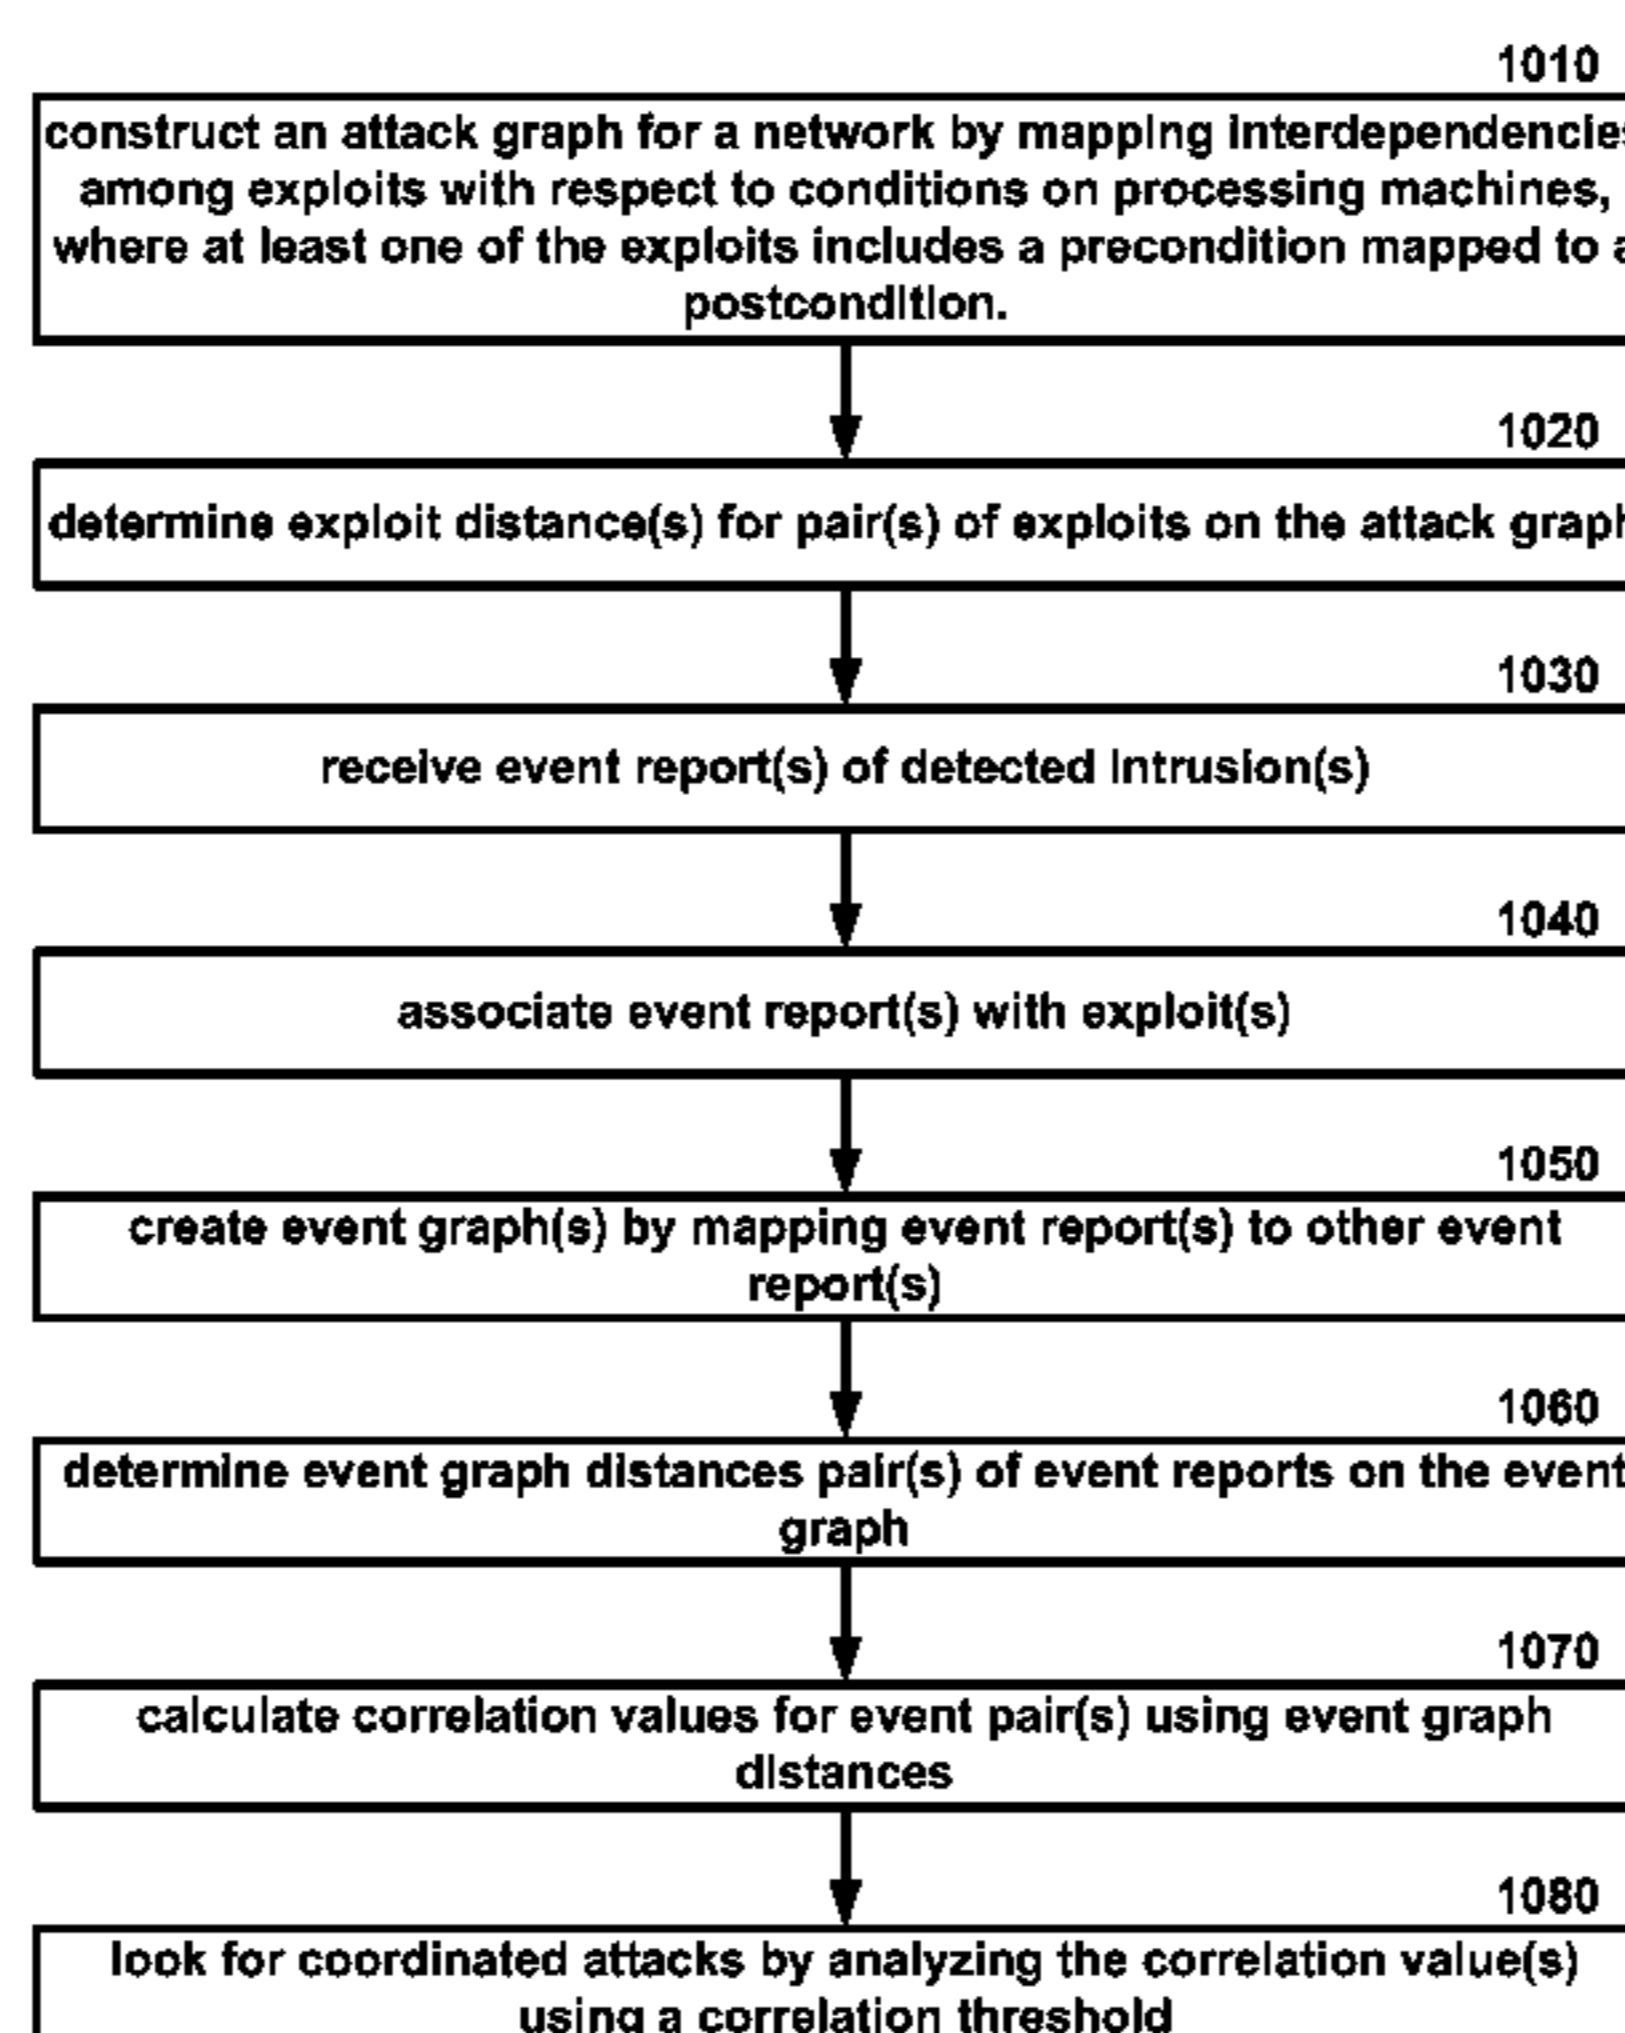 1010
construct an attack graph for a network by mapping interdependencies
among exploits with respect to conditions on processing machines,
where at least one of the exploits includes a precondition mapped to a
postcondition.
1020
determine exploit distance(s) for pair(s) of exploits on the attack graph
1030
receive event report(s) of detected intrusion(s)
1040
associate event report(s) with exploit(s)
1050
create event graph(s) by mapping event report(s) to other event
report(s)
1060
determine event graph distances pair(s) of event reports on the event
graph
1070
calculate correlation values for event pair(s) using event graph
distances
1080
look for coordinated attacks by analyzing the correlation value(s)
using a correlation threshold